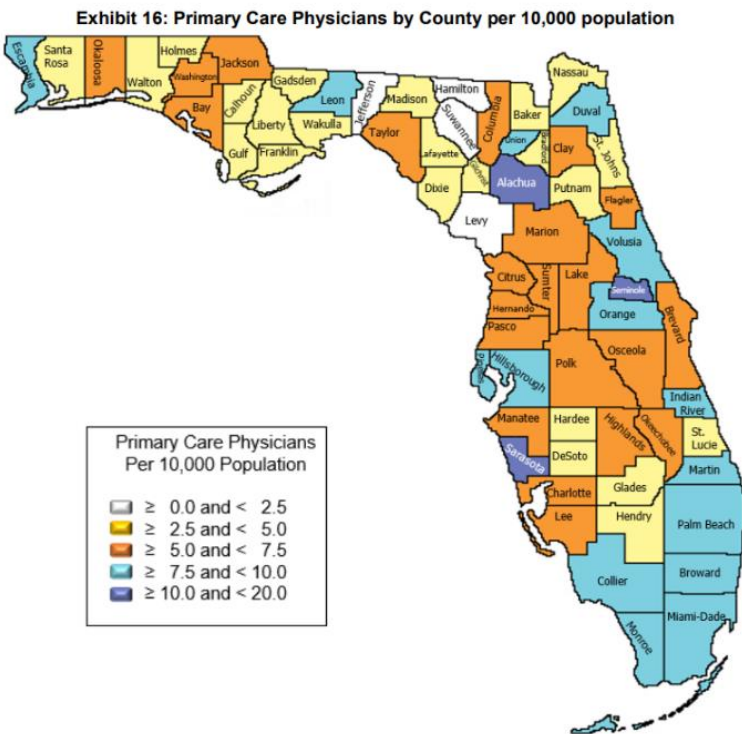 Exhibit 16: Primary Care Physicians by County per 10,000 population
Escambia
Santa
Rosa
Okaloosa
Walton
Holmes
Washington
Jackson
Bay
Calhoun
Gulf
Gadsden
Liberty
Franklin
Leon
Wakulla
Jefferson
Madison
Taylor
Hamilton
Suwannee
Lafayette
Dixie
Columbia
Gilchrist
Levy
Baker
Union
Bradford
Alachua
Nassau
Duval
Clay
St. Johns
Putnam
Flagler
Marion
Volusia
Citrus
Sumter
Lake
Seminole
Hernando
Orange
Brevard
Pasco
Pinellas
Hillsborough
Polk
Osceola
Indian
River
Manatee
Hardee
Highlands
Okeechobee
St.
Lucie
Sarasota
DeSoto
Martin
Charlotte
Glades
Lee
Hendry
Palm Beach
Collier
Broward
Monroe
Miami-Dade
Primary Care Physicians
Per 10,000 Population
≥ 0.0 and < 2.5
≥ 2.5 and < 5.0
≥ 5.0 and < 7.5
≥ 7.5 and < 10.0
≥ 10.0 and < 20.0